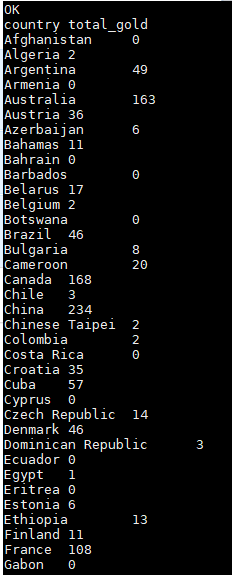 OK
country total_gold
Afghanistan 0
Algeria 2
Argentina 49
Armenia 0
Australia 163
Austria 36
Azerbaijan 6
Bahamas 11
Bahrain 0
Barbados 0
Belarus 17
Belgium 2
Botswana 0
Brazil 46
Bulgaria 8
Cameroon 20
Canada 168
Chile 3
China 234
Chinese Taipei 2
Colombia 2
Costa Rica 0
Croatia 35
Cuba 57
Cyprus 0
Czech Republic 14
Denmark 46
Dominican Republic 3
Ecuador 0
Egypt 1
Eritrea 0
Estonia 6
Ethiopia 13
Finland 11
France 108
Gabon 0